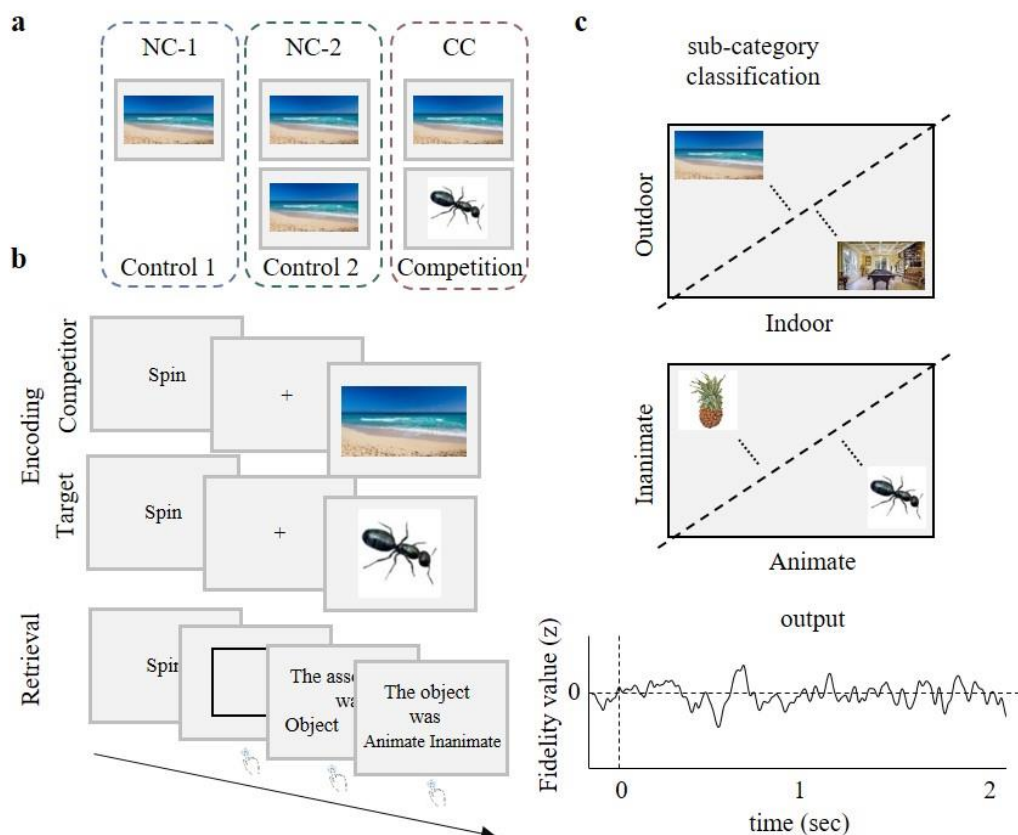 a
NC-1
NC-2
CC
Control 1
Control 2
Competition
b
Encoding
Competitor
Spin
+
Target
Spin
+
Retrieval
Spin
The asso
wa
Object
The object
was
Animate Inanimate
c
sub-category
classification
Outdoor
Indoor
Inanimate
Animate
output
Fidelity value (z)
0
0
1
2
time (sec)